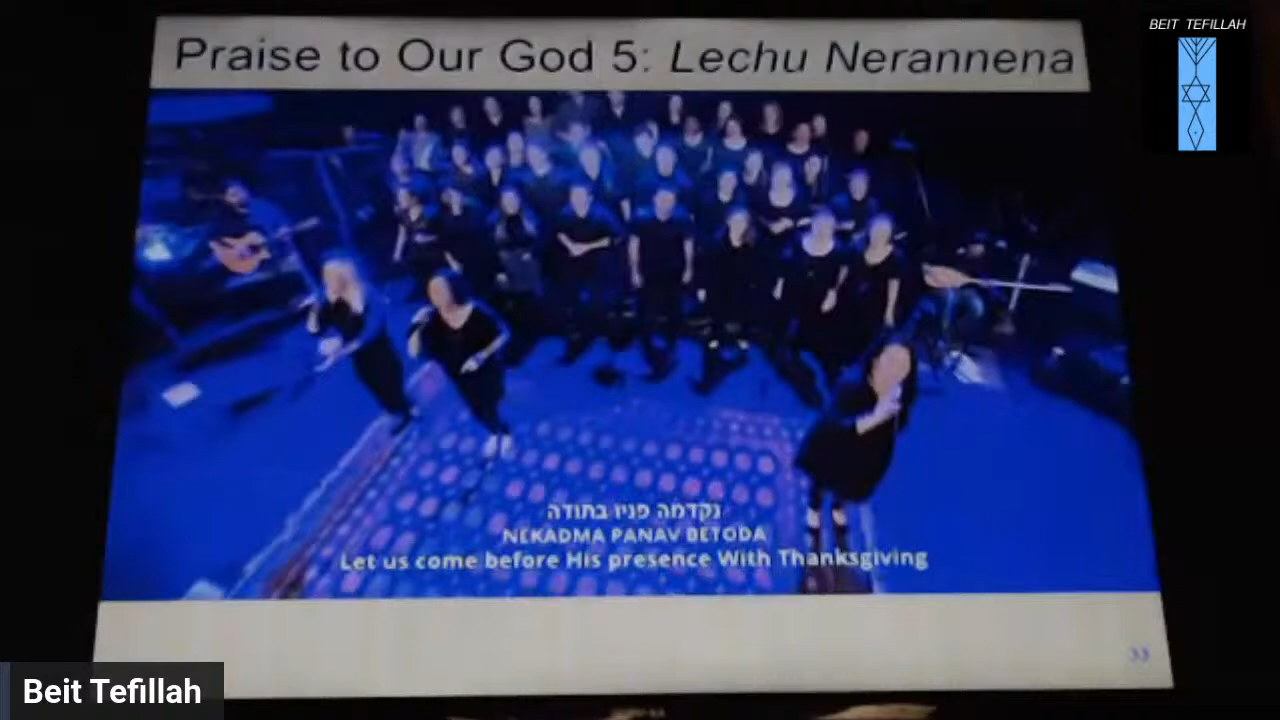 Praise to Our God 5: Lechu Nerannena
BEIT TEFILLAH
נקדמה פניו בתודה
NEKADMA PANAV BETODA
Let us come before His presence With Thanksgiving
33
Beit Tefillah